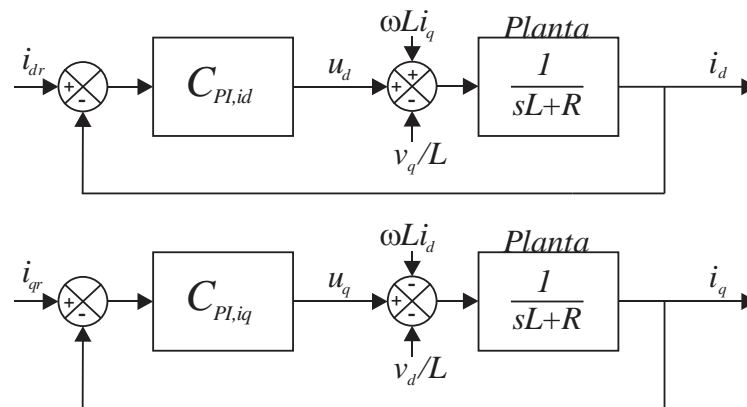 ωLi_q
Planta
i_dr
+
-
C_PI,id
u_d
+
+
-
1
sL+R
i_d
v_q/L
ωLi_d
Planta
i_qr
+
-
C_PI,iq
u_q
-
+
-
1
sL+R
i_q
v_d/L